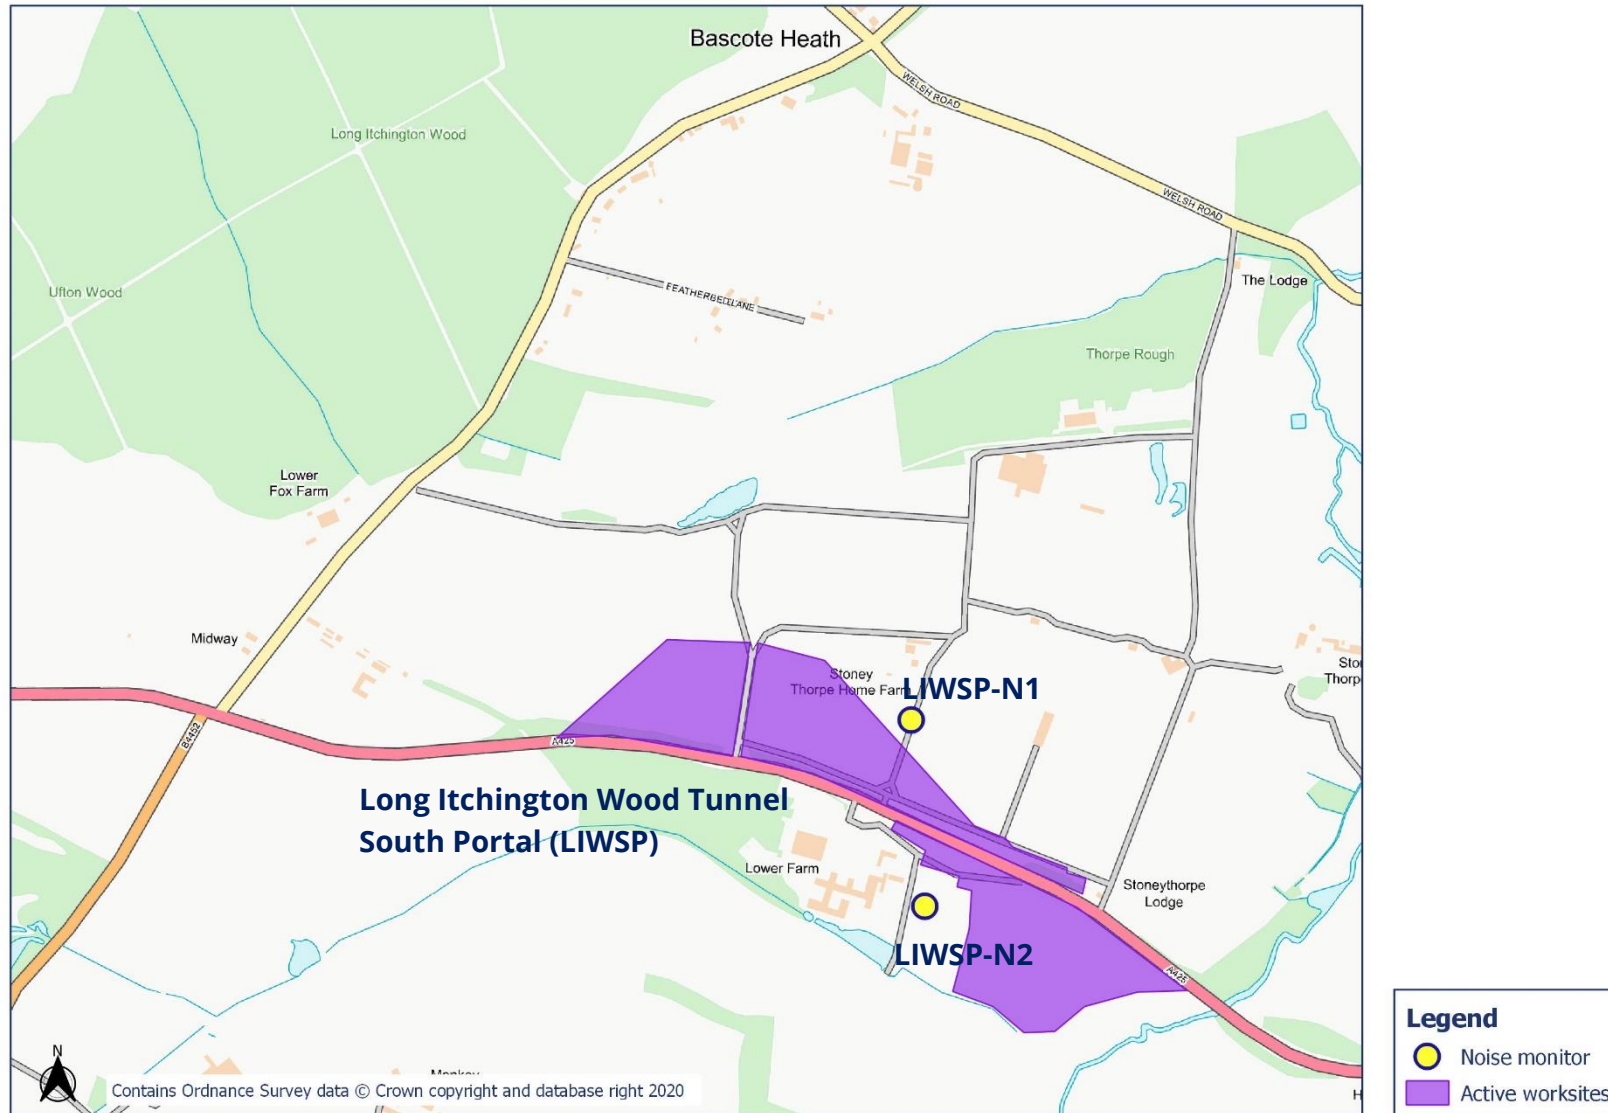 Bascote Heath
WELSH ROAD
Long Itchington Wood
WELSH ROAD
Ufton Wood
The Lodge
FEATHERBED LANE
Thorpe Rough
Lower
Fox Farm
Midway
Stoney
Thorpe Home Farm
LIWSP-N1
B4452
A425
Long Itchington Wood Tunnel
South Portal (LIWSP)
Lower Farm
Stoneythorpe
Lodge
LIWSP-N2
A425
N
Contains Ordnance Survey data © Crown copyright and database right 2020
Legend
Noise monitor
Active worksites